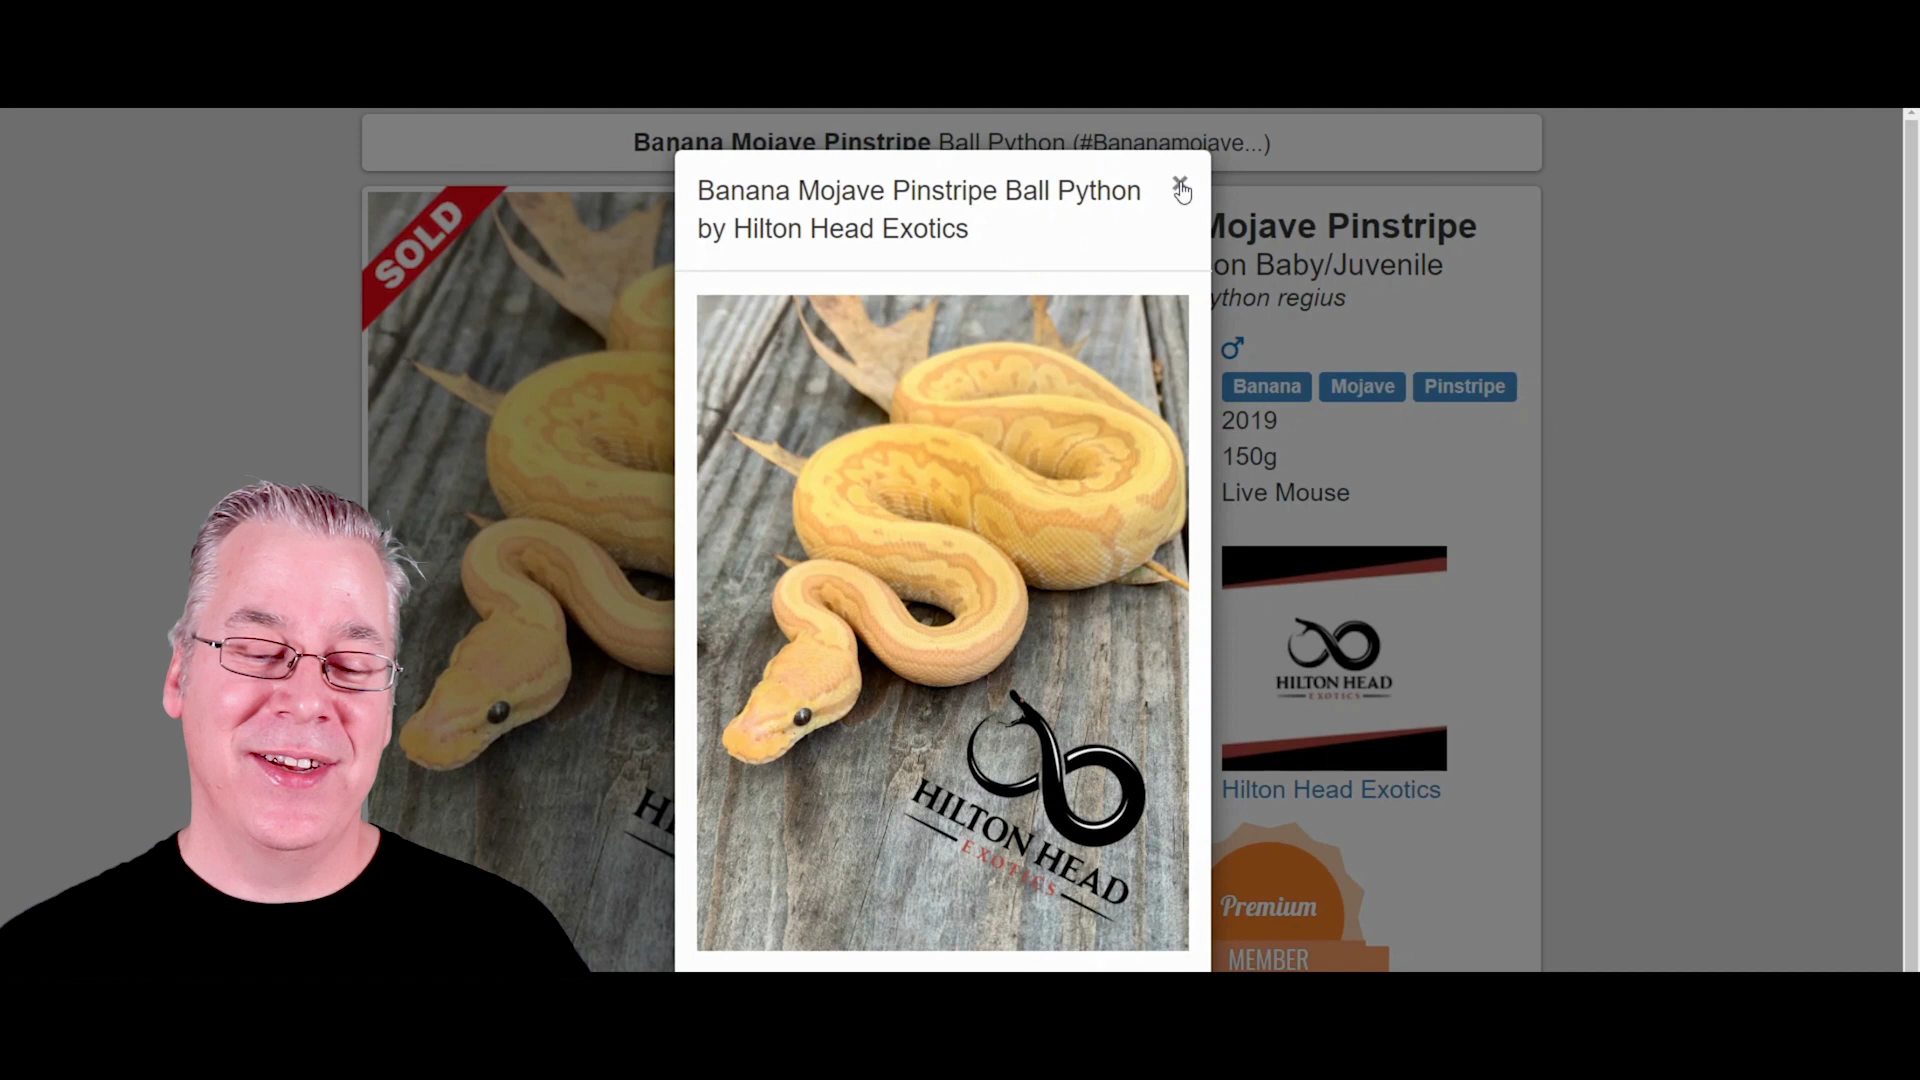 Banana Mojave Pinstripe Ball Python (#Bananamojave...)
SOLD
Banana Mojave Pinstripe Ball Python
by Hilton Head Exotics
HILTON HEAD
EXOTICS
Mojave Pinstripe
on Baby/Juvenile
ython regius
♂
Banana Mojave Pinstripe
2019
150g
Live Mouse
HILTON HEAD
EXOTICS
Hilton Head Exotics
Premium
MEMBER